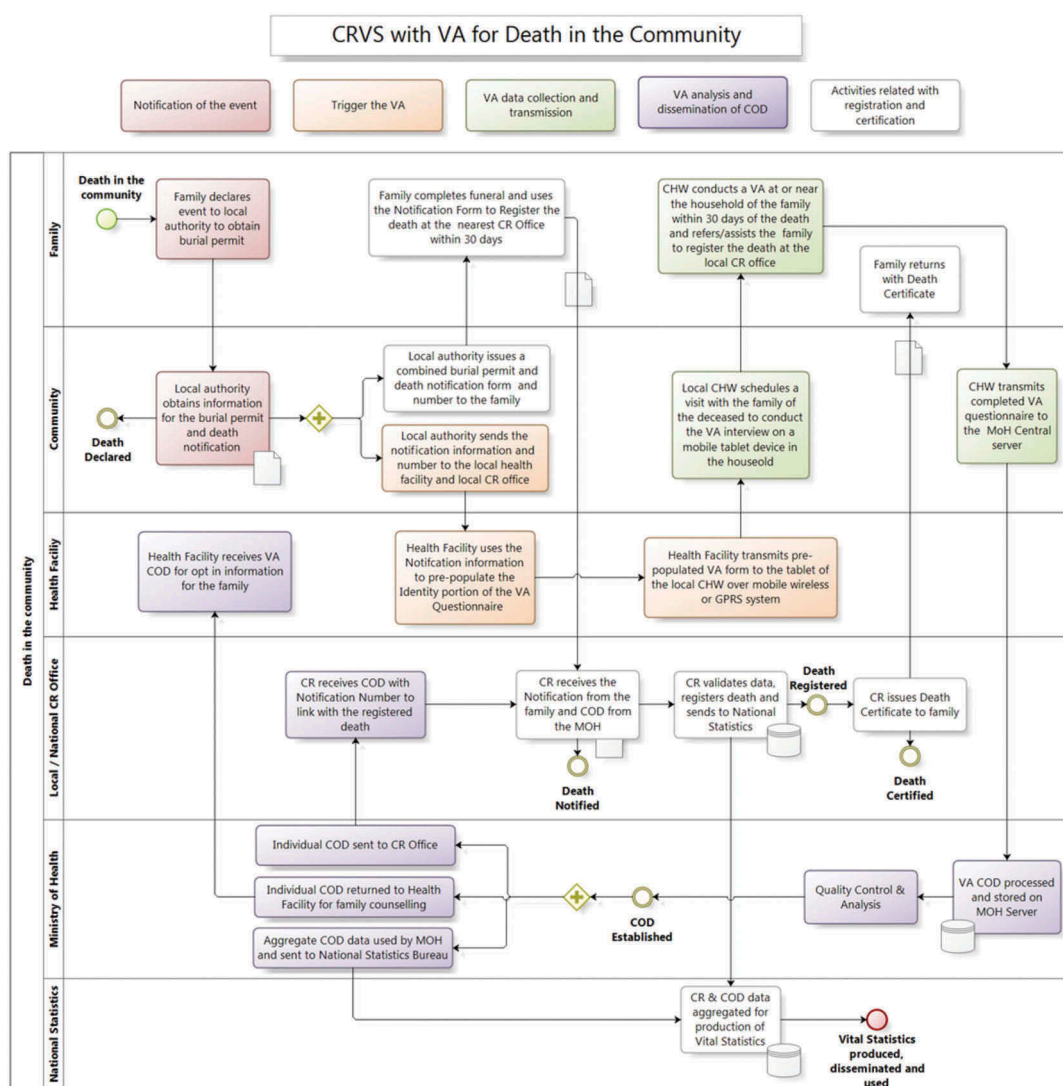 CRVS with VA for Death in the Community
Notification of the event
Trigger the VA
VA data collection and
transmission
VA analysis and
dissemination of COD
Activities related with
registration and
certification
Death in the community
Family
Death in the
community
Family declares
event to local
authority to obtain
burial permit
Family completes funeral and uses
the Notification Form to Register the
death at the nearest CR Office
within 30 days
CHW conducts a VA at or near
the household of the family
within 30 days of the death
and refers/assists the family
to register the death at the
local CR office
Family returns
with Death
Certificate
Community
Death
Declared
Local authority
obtains information
for the burial permit
and death
notification
Local authority issues a
combined burial permit and
death notification form and
number to the family
Local authority sends the
notification information and
number to the local health
facility and local CR office
Local CHW schedules a
visit with the family of
the deceased to conduct
the VA interview on a
mobile tablet device in
the houseold
CHW transmits
completed VA
questionnaire to
the MoH Central
server
Health Faciliy
Health Facility receives VA
COD for opt in information
for the family
Health Facility uses the
Notifcation information
to pre-populate the
Identity portion of the VA
Questionnaire
Health Facility transmits pre-
populated VA form to the tablet of
the local CHW over mobile wireless
or GPRS system
Local / National CR Office
CR receives COD with
Notification Number to
link with the registered
death
CR receives the
Notification from the
family and COD from
the MOH
Death
Notified
CR validates data,
registers death and
sends to National
Statistics
Death
Registered
CR issues Death
Certificate to family
Death
Certified
Ministry of Health
Individual COD sent to CR Office
Individual COD returned to Health
Facility for family counselling
Aggregate COD data used by MOH
and sent to National Statistics Bureau
COD
Established
Quality Control &
Analysis
VA COD processed
and stored on
MOH Server
National Statistics
CR & COD data
aggregated for
production of
Vital Statistics
Vital Statistics
produced,
disseminated and
used